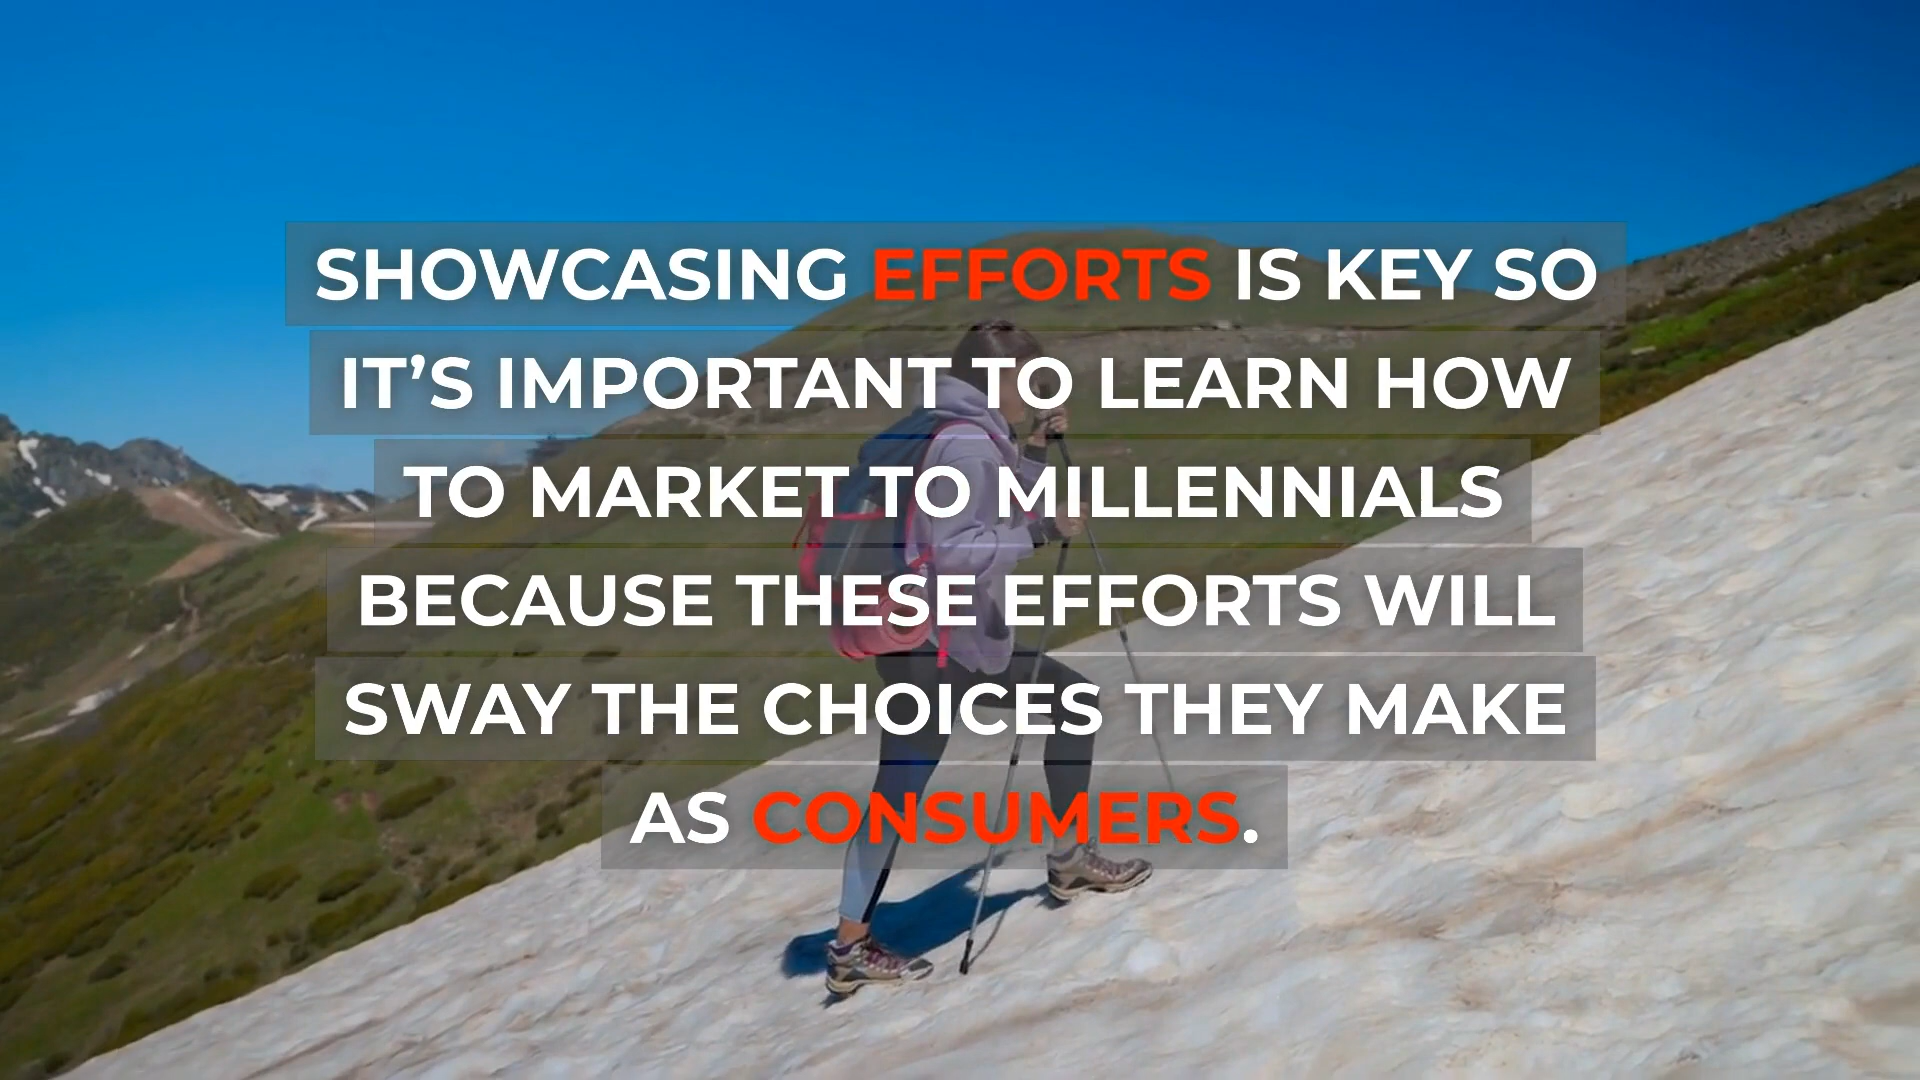 SHOWCASING EFFORTS IS KEY SO
IT’S IMPORTANT TO LEARN HOW
TO MARKET TO MILLENNIALS
BECAUSE THESE EFFORTS WILL
SWAY THE CHOICES THEY MAKE
AS CONSUMERS.